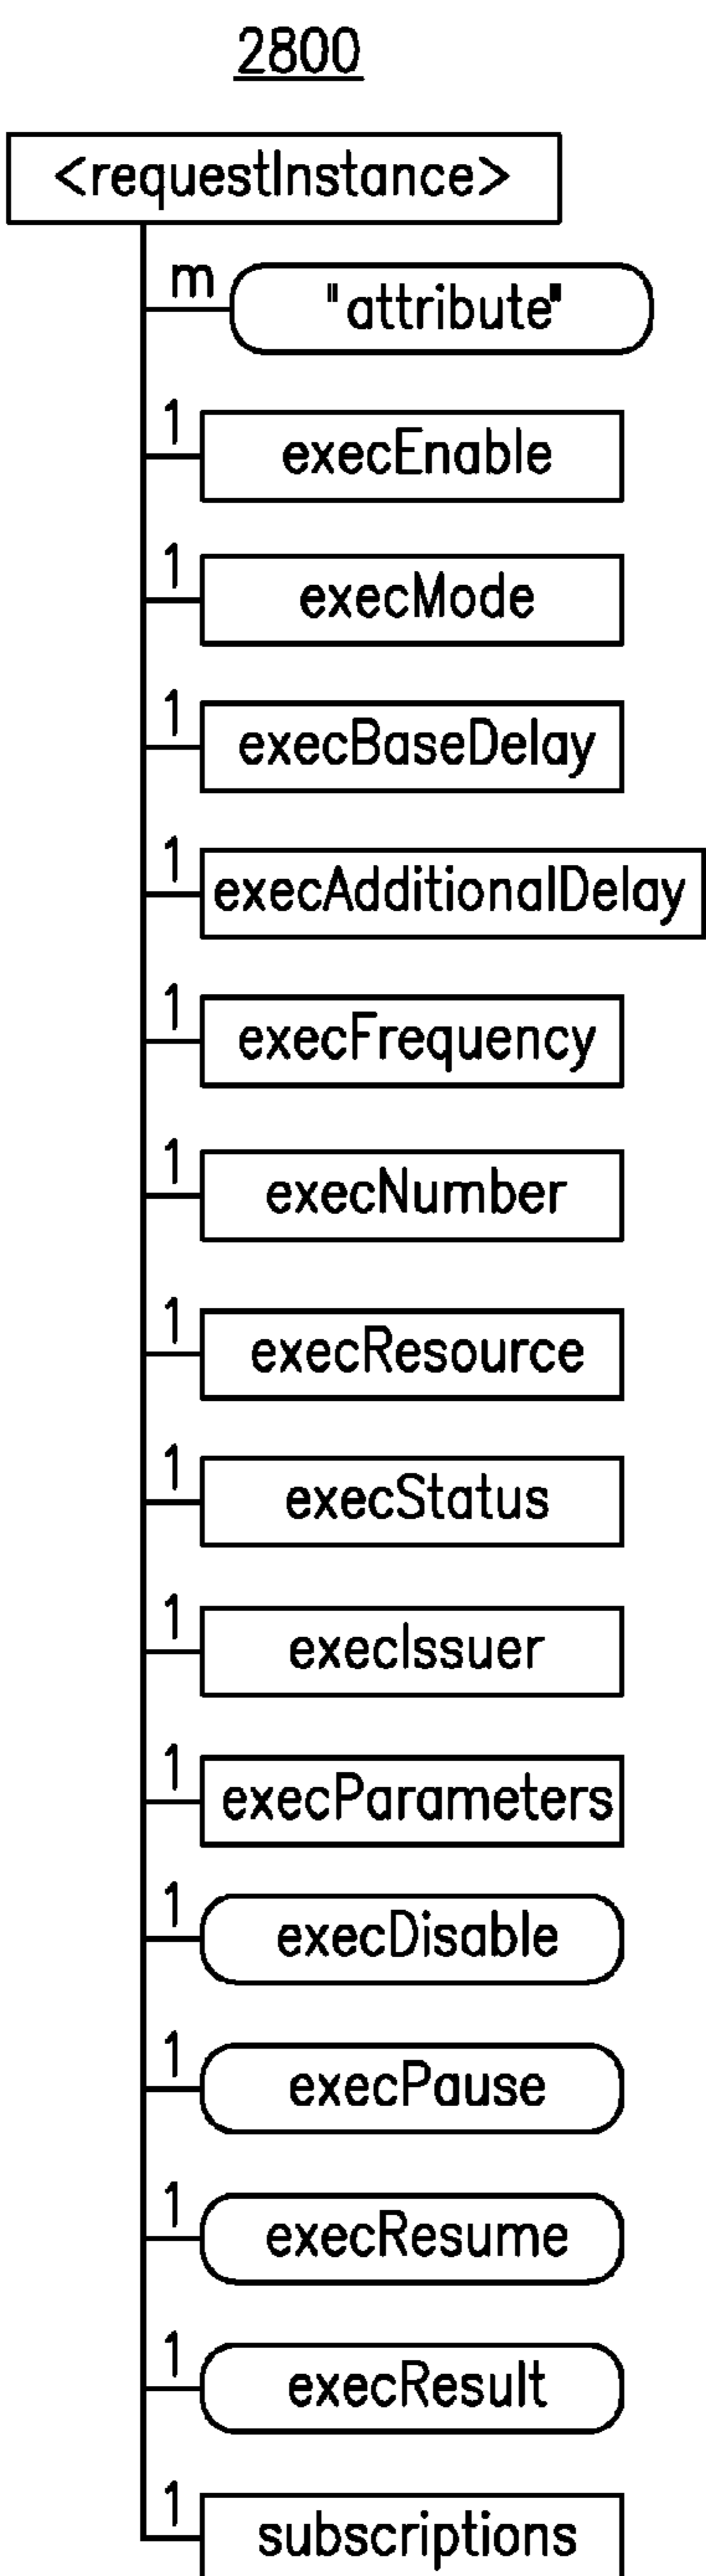 2800
<requestInstance>
m
"attribute"
1
execEnable
1
execMode
1
execBaseDelay
1
execAdditionalDelay
1
execFrequency
1
execNumber
1
execResource
1
execStatus
1
execIssuer
1
execParameters
1
execDisable
1
execPause
1
execResume
1
execResult
1
subscriptions